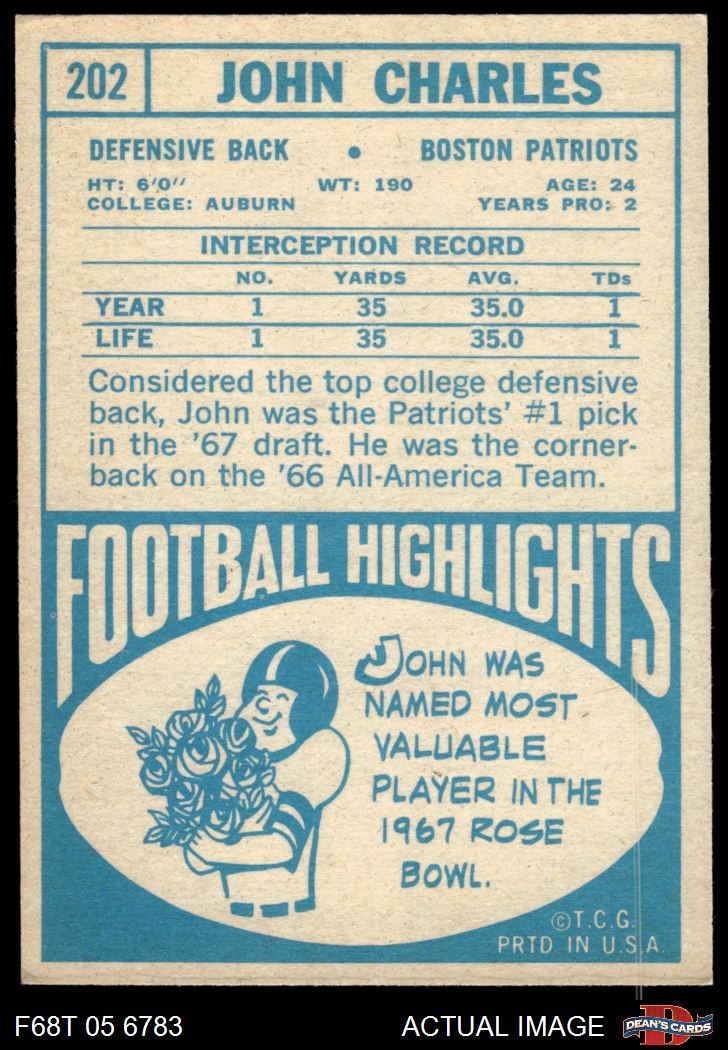 202 JOHN CHARLES
DEFENSIVE BACK • BOSTON PATRIOTS
HT: 6'0" WT: 190 AGE: 24
COLLEGE: AUBURN YEARS PRO: 2
INTERCEPTION RECORD
NO. YARDS AVG. TDs
YEAR 1 35 35.0 1
LIFE 1 35 35.0 1
Considered the top college defensive
back, John was the Patriots' #1 pick
in the '67 draft. He was the corner-
back on the '66 All-America Team.
FOOTBALL HIGHLIGHTS
JOHN WAS
NAMED MOST
VALUABLE
PLAYER IN THE
1967 ROSE
BOWL.
©T.C.G.
PRTD IN U.S.A.
F68T 05 6783 ACTUAL IMAGE D DEAN'S CARDS